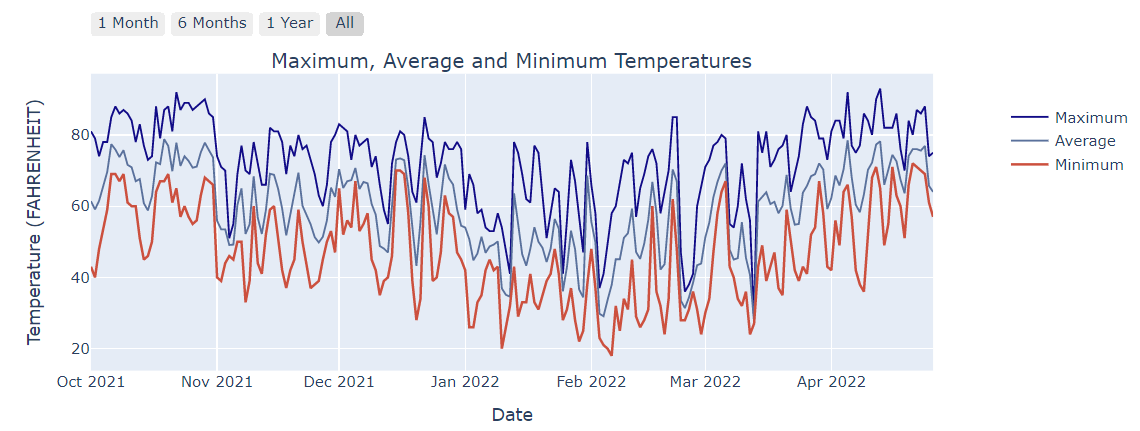 1 Month 6 Months 1 Year All
Maximum, Average and Minimum Temperatures
Temperature (FAHRENHEIT)
80
60
40
20
Maximum
Average
Minimum
Oct 2021 Nov 2021 Dec 2021 Jan 2022 Feb 2022 Mar 2022 Apr 2022
Date